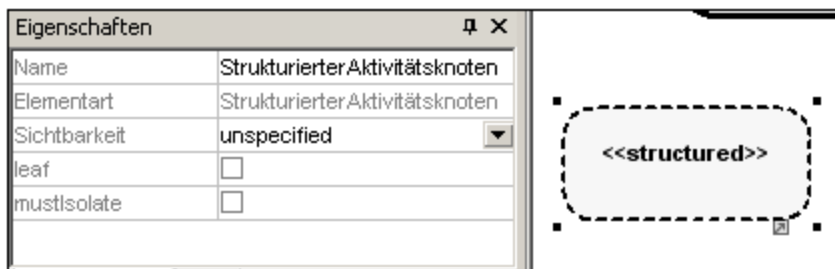 Eigenschaften
Name StrukturierterAktivitätsknoten
Elementart StrukturierterAktivitätsknoten
Sichtbarkeit unspecified
leaf
mustIsolate
<<structured>>